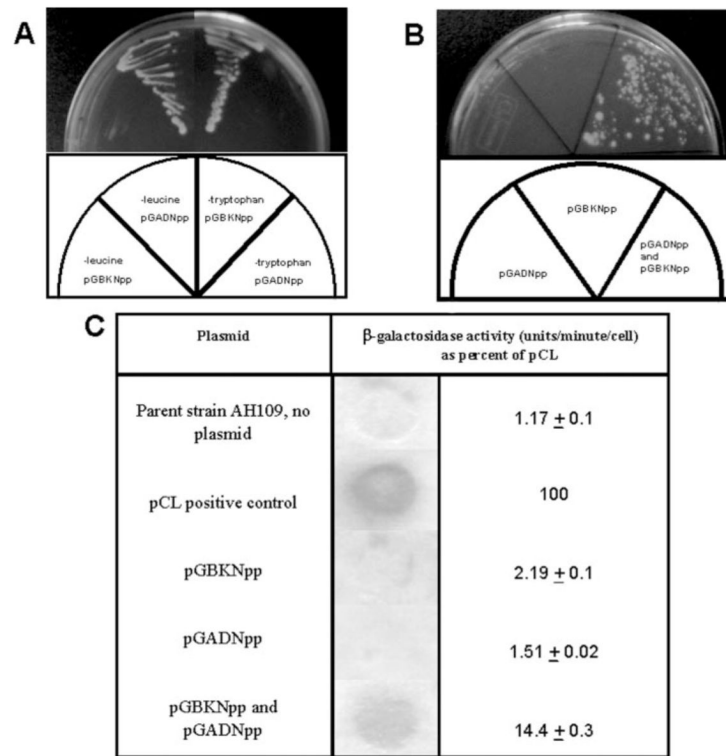 A
B
-leucine
pGADNpp
-tryptophan
pGBKNpp
-leucine
pGBKNpp
-tryptophan
pGADNpp
pGBKNpp
pGADNpp
pGADNpp
and
pGBKNpp
C
Plasmid
β-galactosidase activity (units/minute/cell)
as percent of pCL
Parent strain AH109, no
plasmid
1.17 ± 0.1
pCL positive control
100
pGBKNpp
2.19 ± 0.1
pGADNpp
1.51 ± 0.02
pGBKNpp and
pGADNpp
14.4 ± 0.3